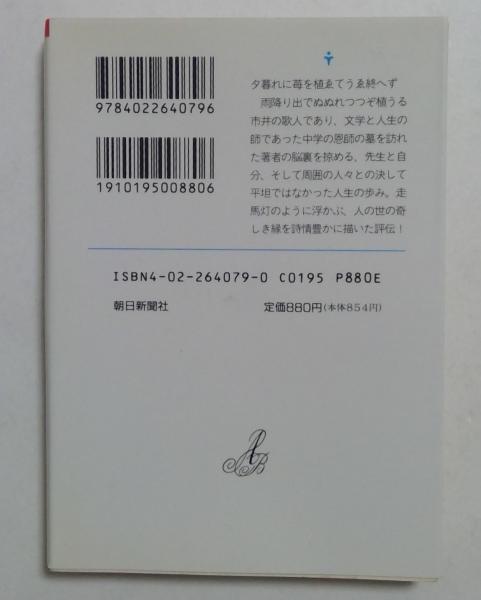 9784022640796
1910195008806
夕暮れに苺を植ゑてうゑ終へず
雨降り出でぬぬれつつぞ植うる
市井の歌人であり、文学と人生の
師であった中学の恩師の墓を訪れ
た著者の脳裏を掠める、先生と自
分、そして周囲の人々との決して
平坦ではなかった人生の歩み。走
馬灯のように浮かぶ、人の世の奇
しき縁を詩情豊かに描いた評伝！
ISBN4-02-264079-0 C0195 P880E
朝日新聞社
定価880円(本体854円)